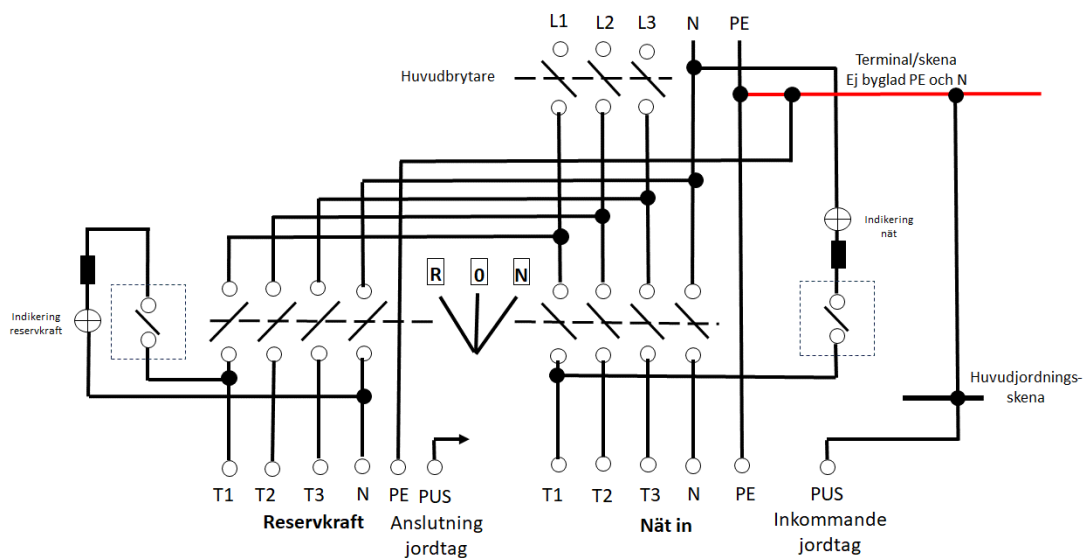 L1 L2 L3 N PE
Terminal/skena
Ej byglad PE och N
Huvudbrytare
Indikering
nät
R 0 N
Indikering
reservkraft
Huvudjordnings-
skena
T1 T2 T3 N PE PUS T1 T2 T3 N PE PUS
Reservkraft Anslutning
jordtag
Nät in
Inkommande
jordtag